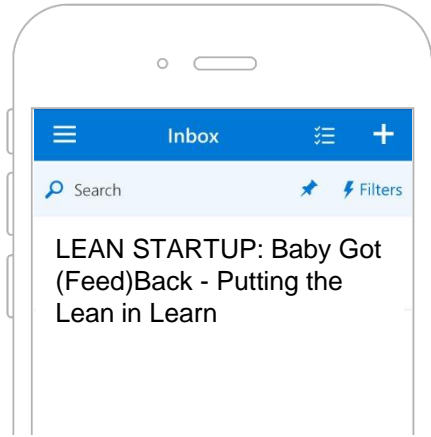 Inbox
Search
Filters
LEAN STARTUP: Baby Got
(Feed)Back - Putting the
Lean in Learn